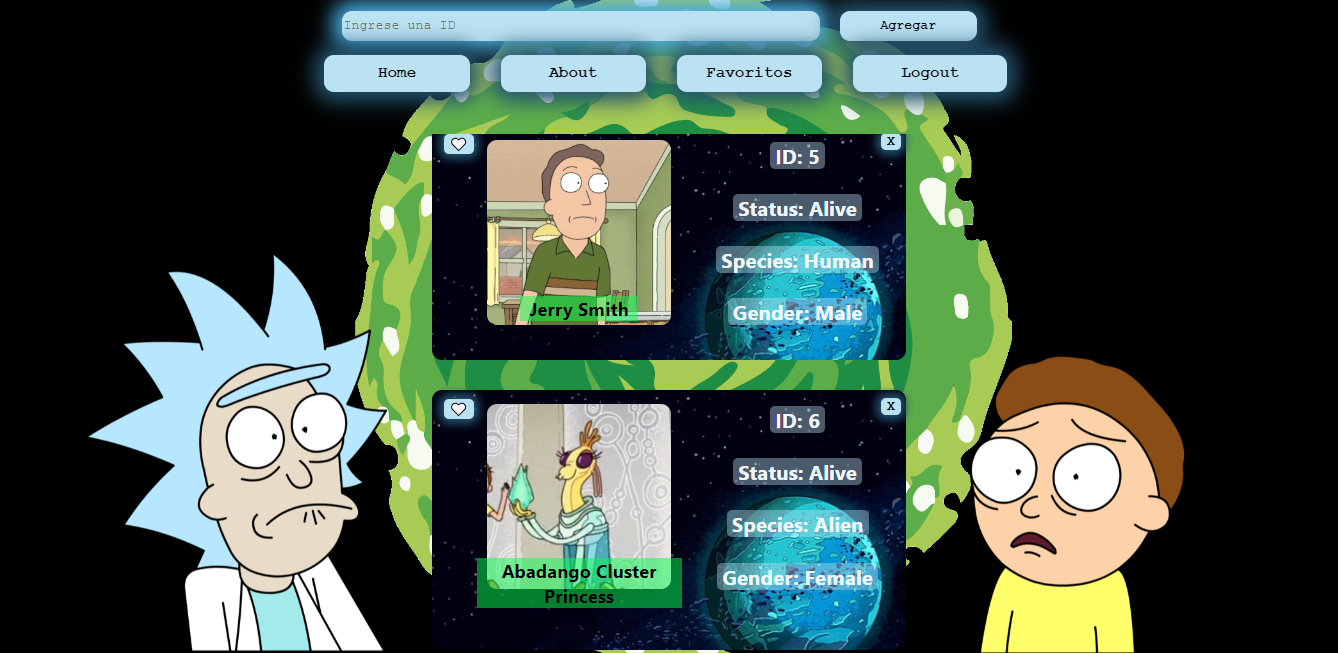 Ingrese una ID
Agregar
Home
About
Favoritos
Logout
X
ID: 5
Status: Alive
Species: Human
Gender: Male
Jerry Smith
X
ID: 6
Status: Alive
Species: Alien
Gender: Female
Abadango Cluster
Princess